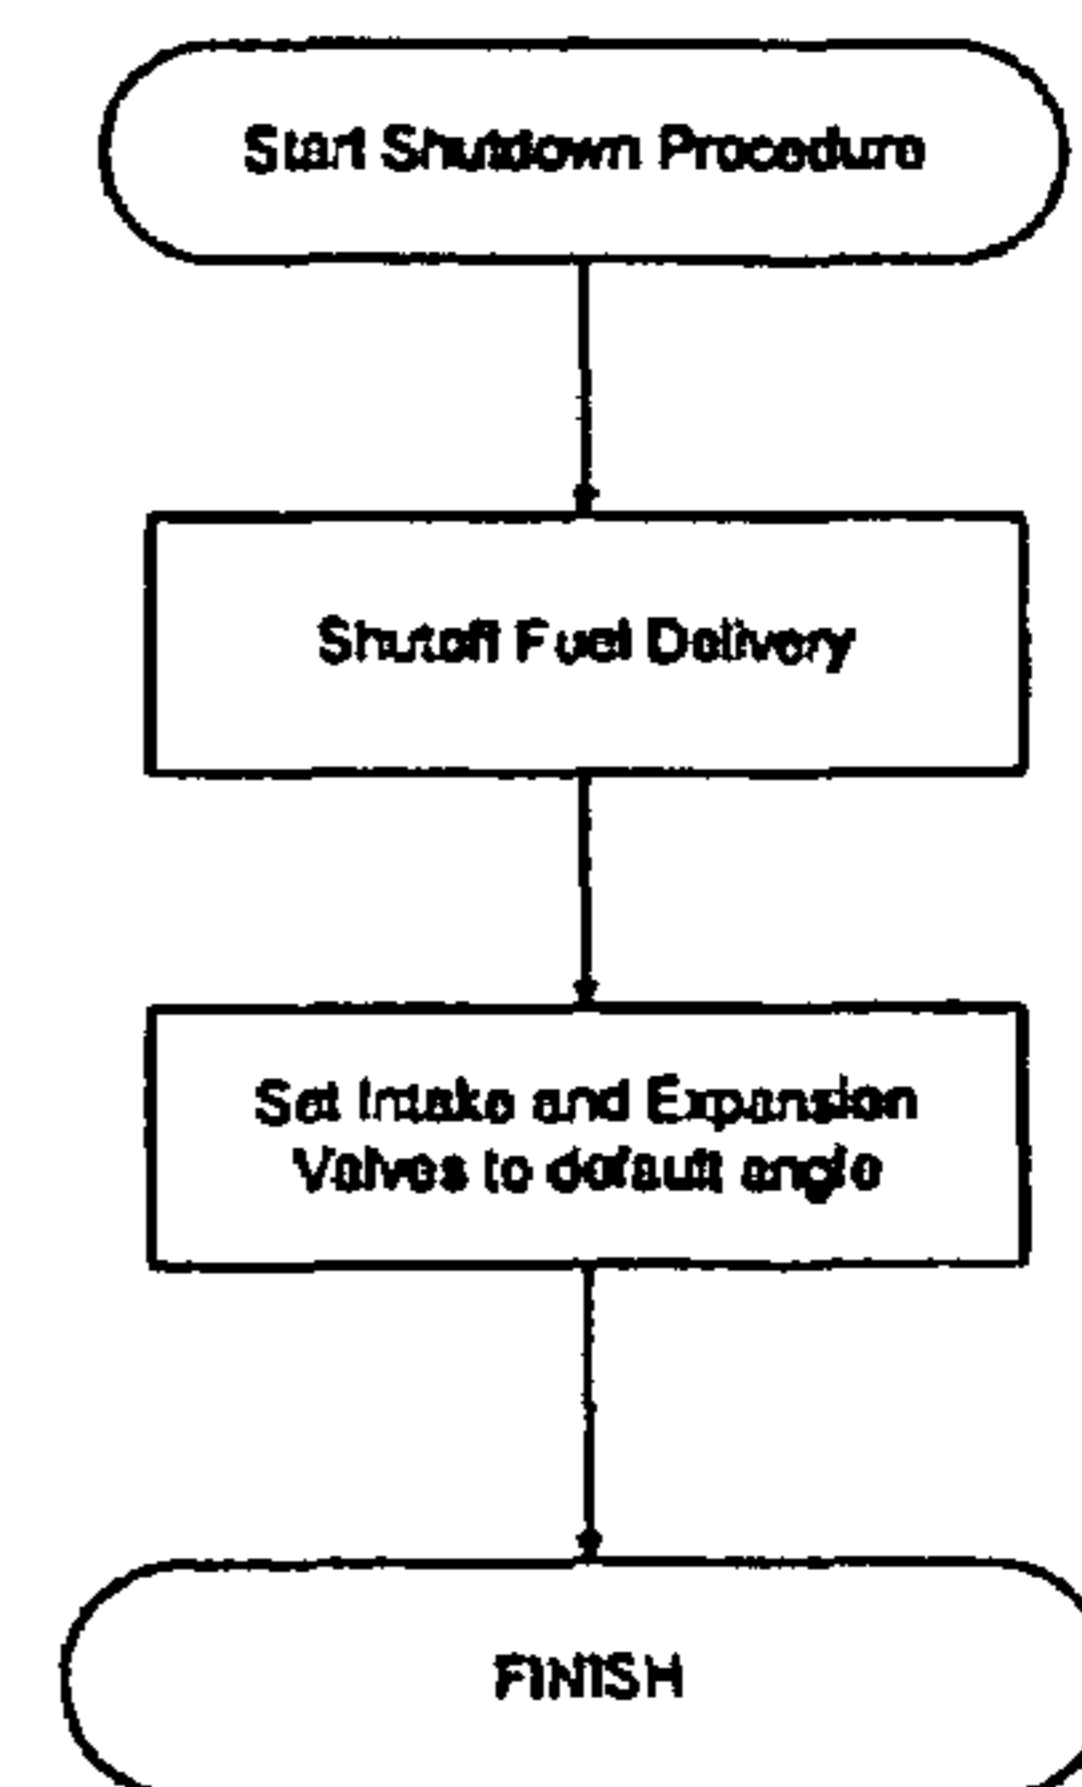 Start Shutdown Procedure
Shutoff Fuel Delivery
Set Intake and Expansion
Valves to default angle
FINISH